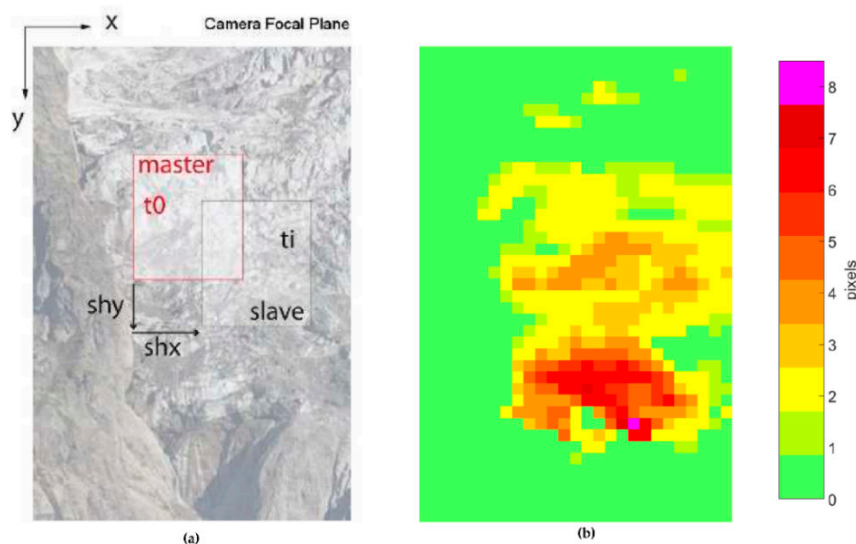 X
Camera Focal Plane
y
master
t0
ti
shy
slave
shx
(a)
8
7
6
5
4
3
2
1
0
pixels
(b)